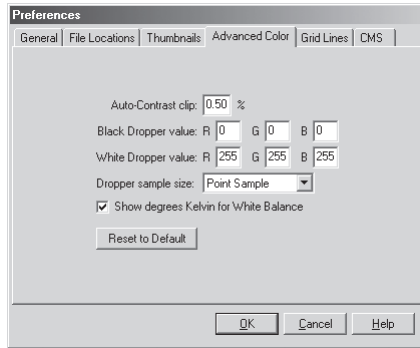 Preferences
General File Locations Thumbnails Advanced Color Grid Lines CMS
Auto-Contrast clip: 0.50 %
Black Dropper value: R 0 G 0 B 0
White Dropper value: R 255 G 255 B 255
Dropper sample size: Point Sample
Show degrees Kelvin for White Balance
Reset to Default
OK Cancel Help